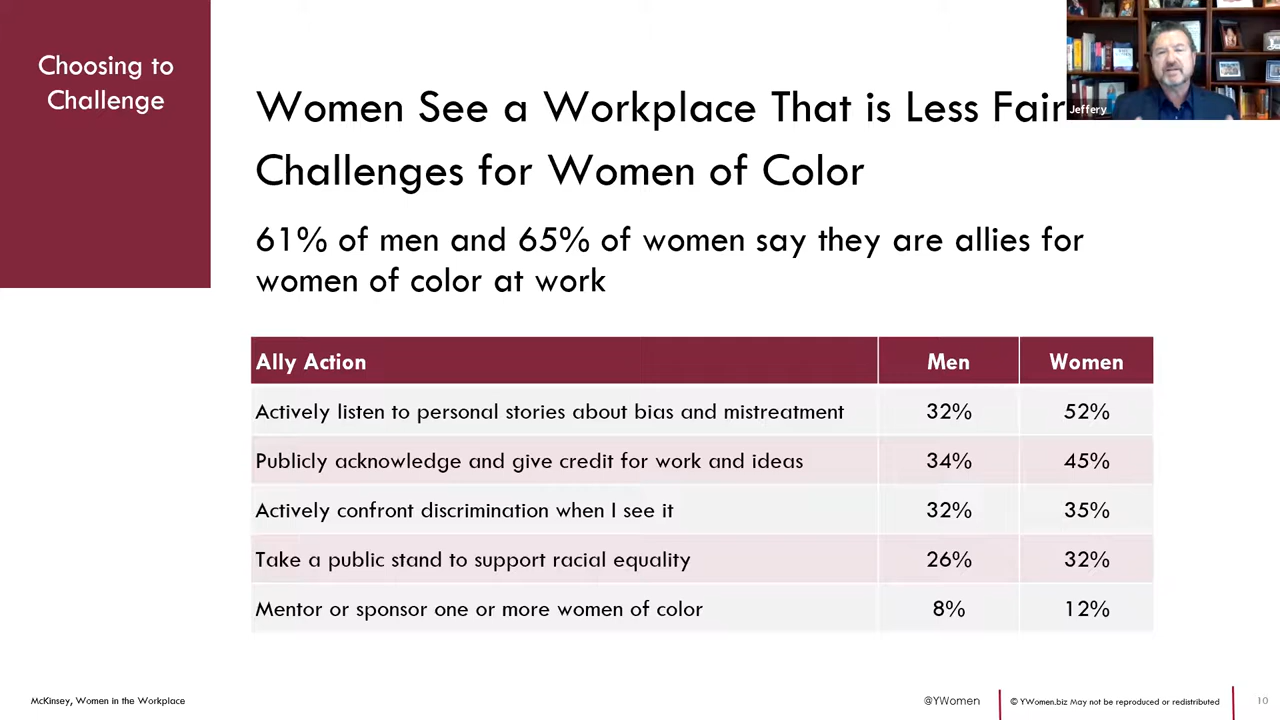 Choosing to
Challenge
Women See a Workplace That is Less Fair
Challenges for Women of Color
61% of men and 65% of women say they are allies for
women of color at work
Ally Action Men Women
Actively listen to personal stories about bias and mistreatment 32% 52%
Publicly acknowledge and give credit for work and ideas 34% 45%
Actively confront discrimination when I see it 32% 35%
Take a public stand to support racial equality 26% 32%
Mentor or sponsor one or more women of color 8% 12%
Jeffery
McKinsey, Women in the Workplace
@YWomen
© YWomen.biz May not be reproduced or redistributed
10